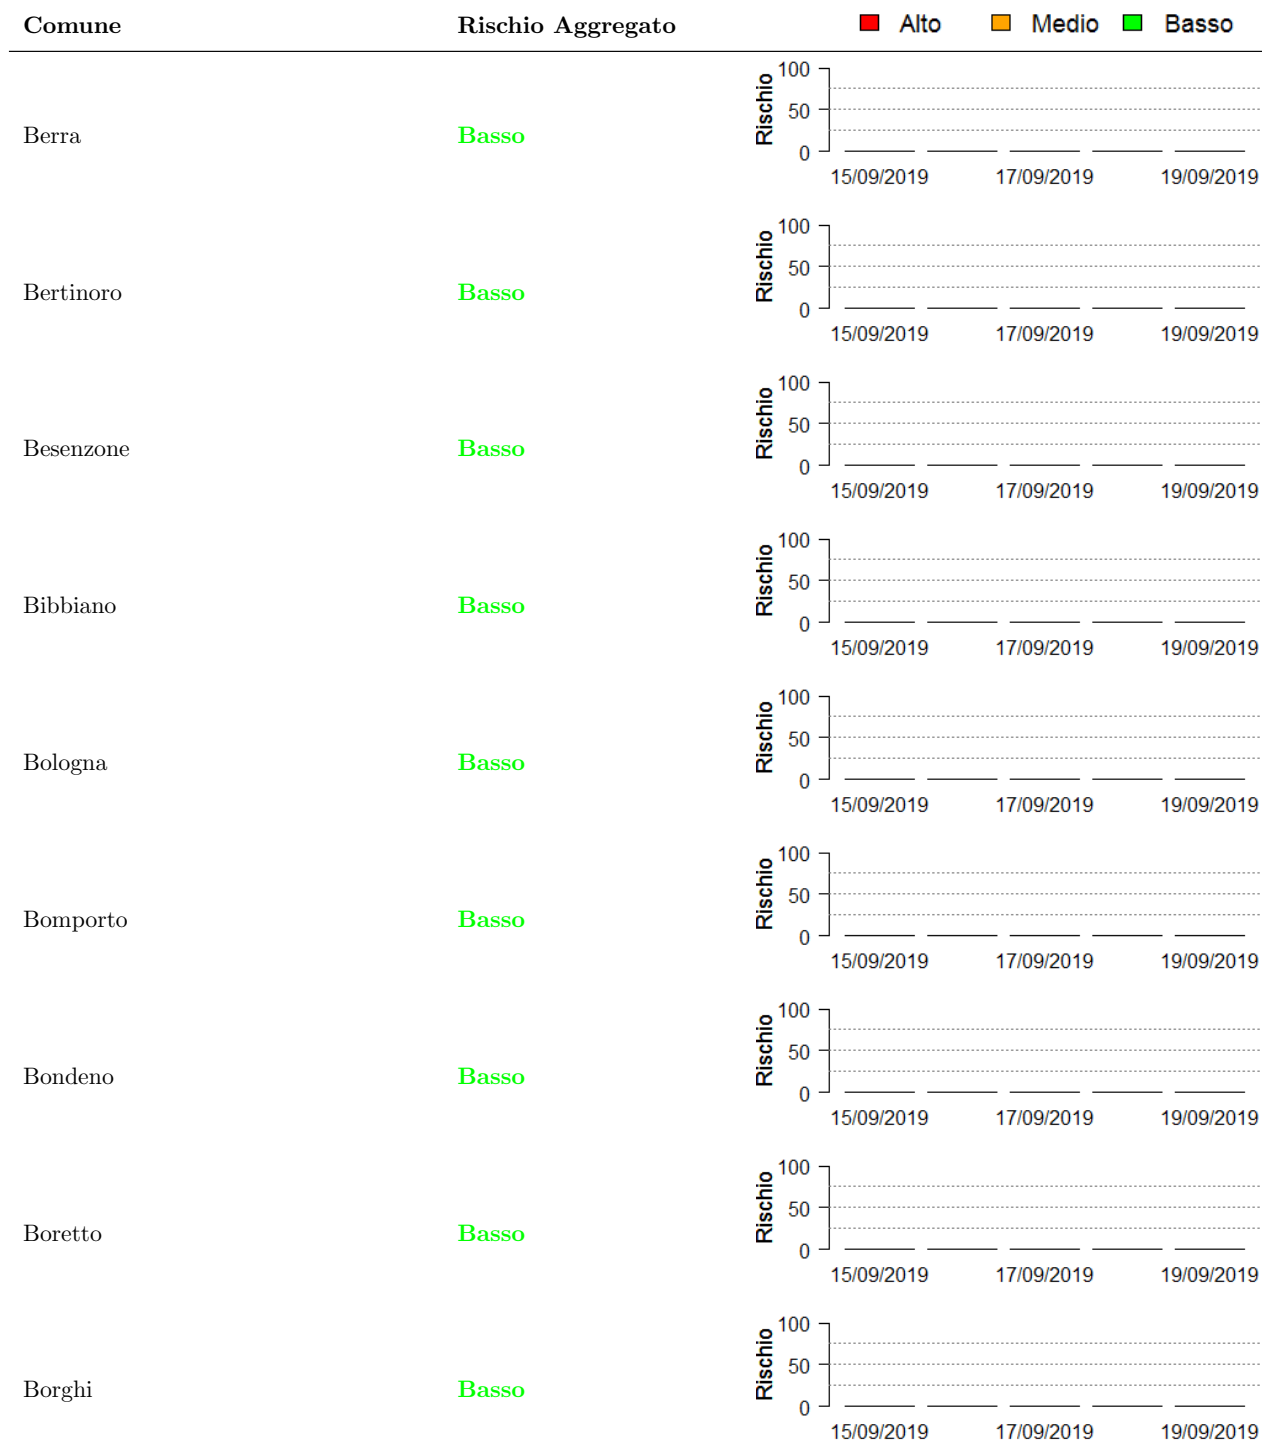 Comune Rischio Aggregato Alto Medio Basso
100
Rischio
50
Berra Basso
0
15/09/2019 17/09/2019 19/09/2019
100
Rischio
50
Bertinoro Basso
0
15/09/2019 17/09/2019 19/09/2019
100
Rischio
50
Besenzone Basso
0
15/09/2019 17/09/2019 19/09/2019
100
Rischio
50
Bibbiano Basso
0
15/09/2019 17/09/2019 19/09/2019
100
Rischio
50
Bologna Basso
0
15/09/2019 17/09/2019 19/09/2019
100
Rischio
50
Bomporto Basso
0
15/09/2019 17/09/2019 19/09/2019
100
Rischio
50
Bondeno Basso
0
15/09/2019 17/09/2019 19/09/2019
100
Rischio
50
Boretto Basso
0
15/09/2019 17/09/2019 19/09/2019
100
Rischio
50
Borghi Basso
0
15/09/2019 17/09/2019 19/09/2019